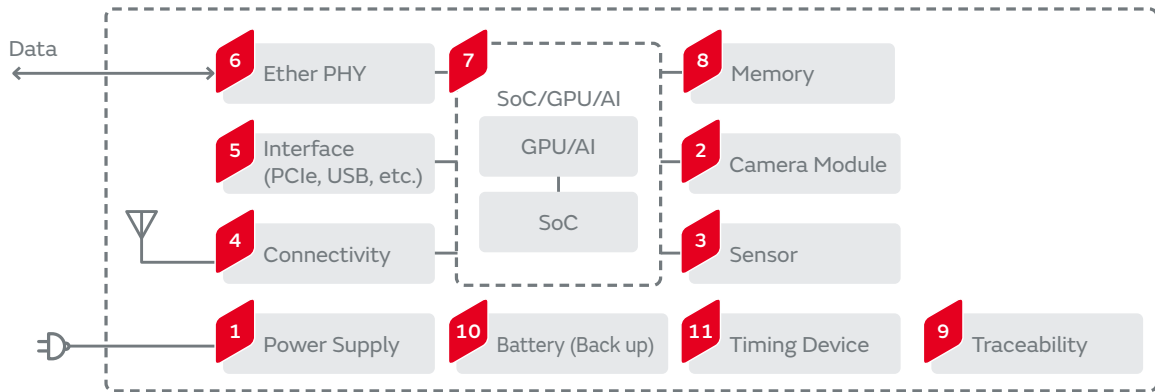 Data
6
Ether PHY
7
8
Memory
SoC/GPU/AI
5
Interface
(PCIe, USB, etc.)
GPU/AI
2
Camera Module
SoC
4
Connectivity
3
Sensor
1
Power Supply
10
Battery (Back up)
11
Timing Device
9
Traceability